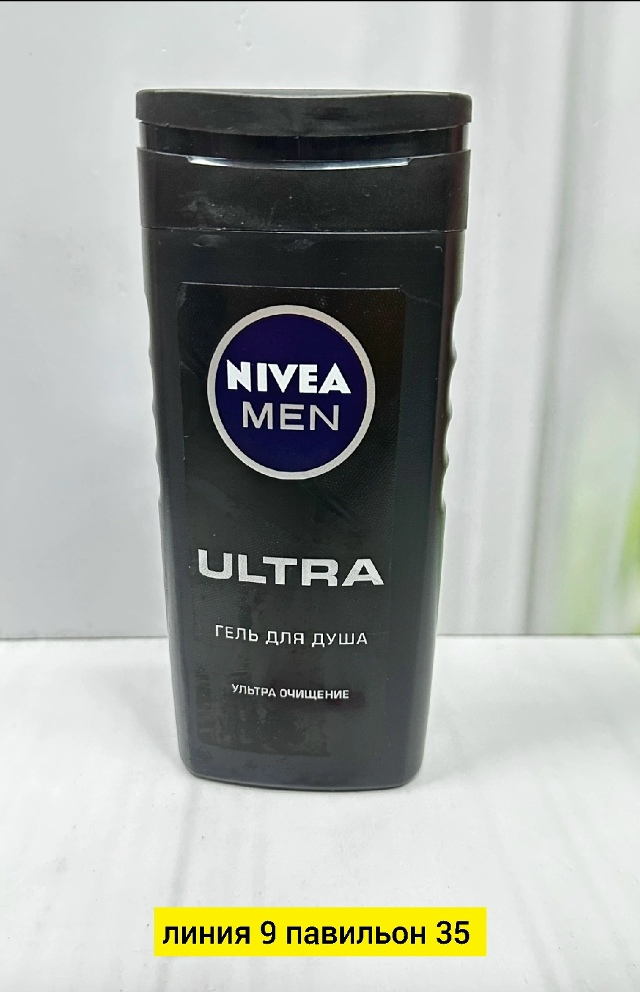 NIVEA
MEN
ULTRA
ГЕЛЬ ДЛЯ ДУША
УЛЬТРА ОЧИЩЕНИЕ
линия 9 павильон 35